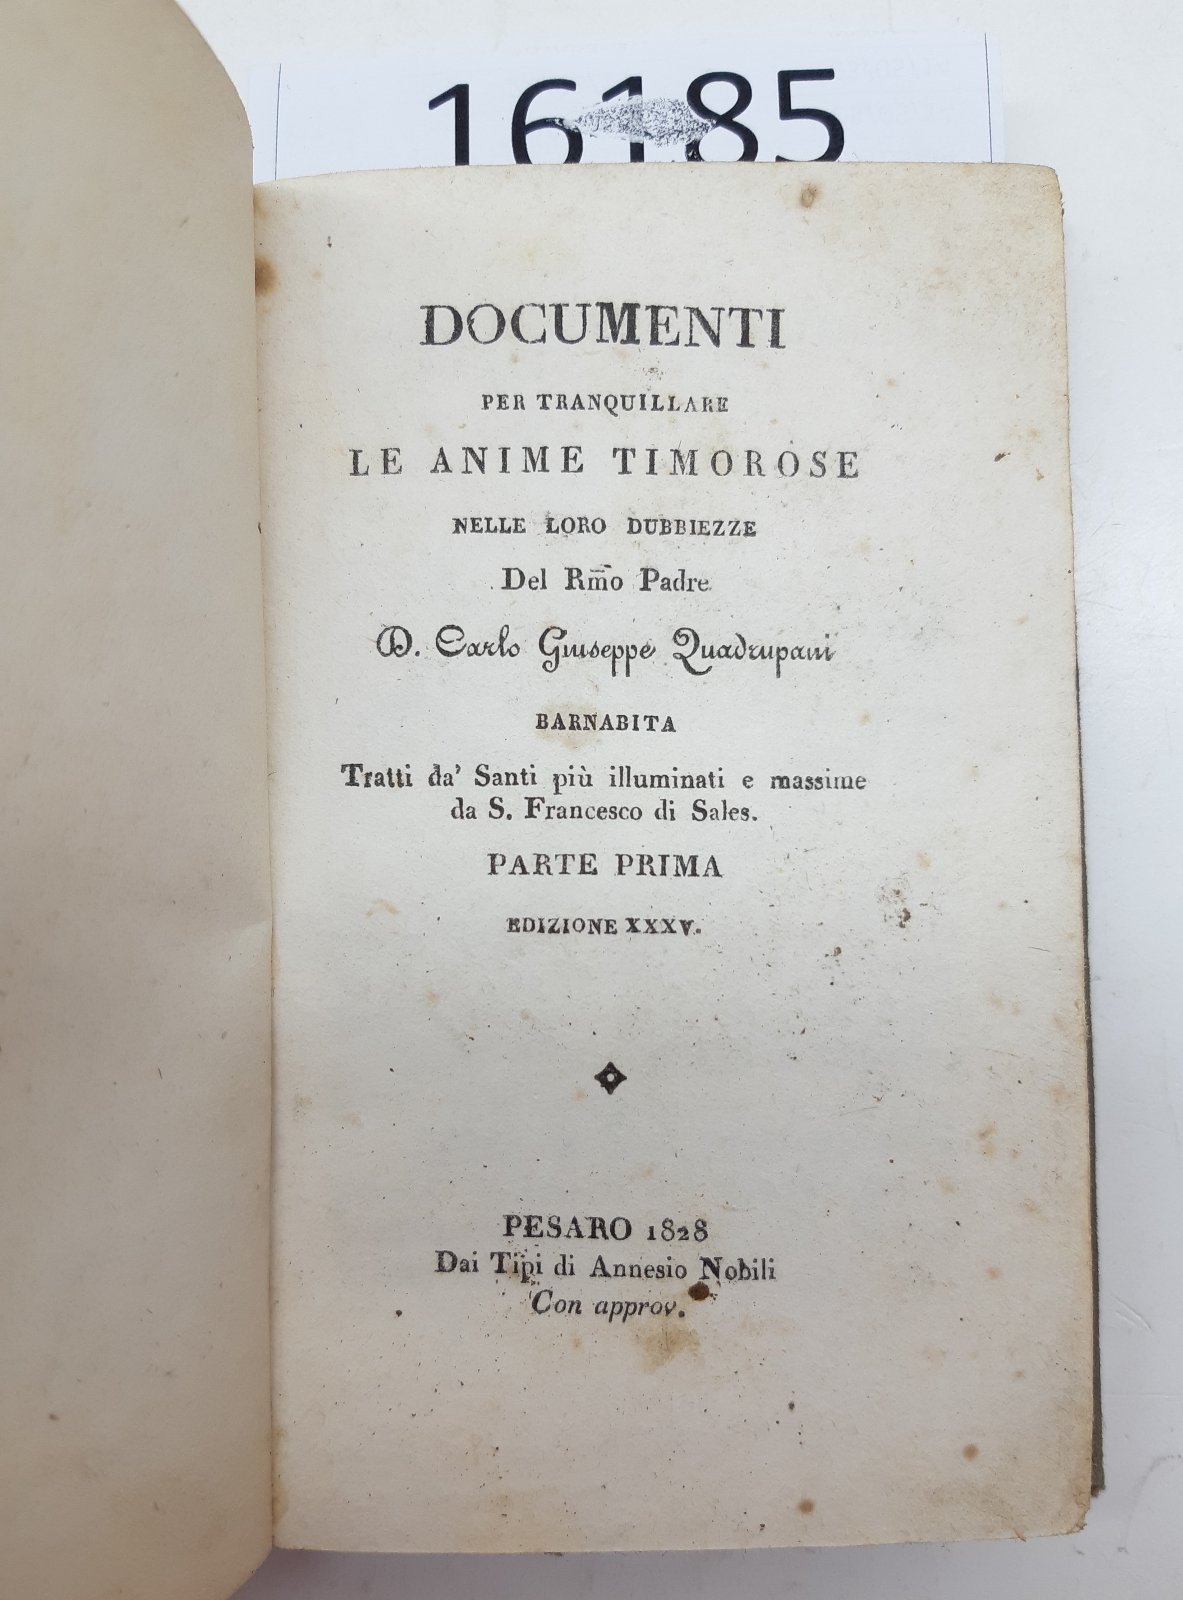 16185
DOCUMENTI
PER TRANQUILLARE
LE ANIME TIMOROSE
NELLE LORO DUBBIEZZE
Del Rm̃o Padre
D. Carlo Giuseppe Quadrupani
BARNABITA
Tratti da' Santi più illuminati e massime
da S. Francesco di Sales.
PARTE PRIMA
EDIZIONE XXXV.
PESARO 1828
Dai Tipi di Annesio Nobili
Con approv.